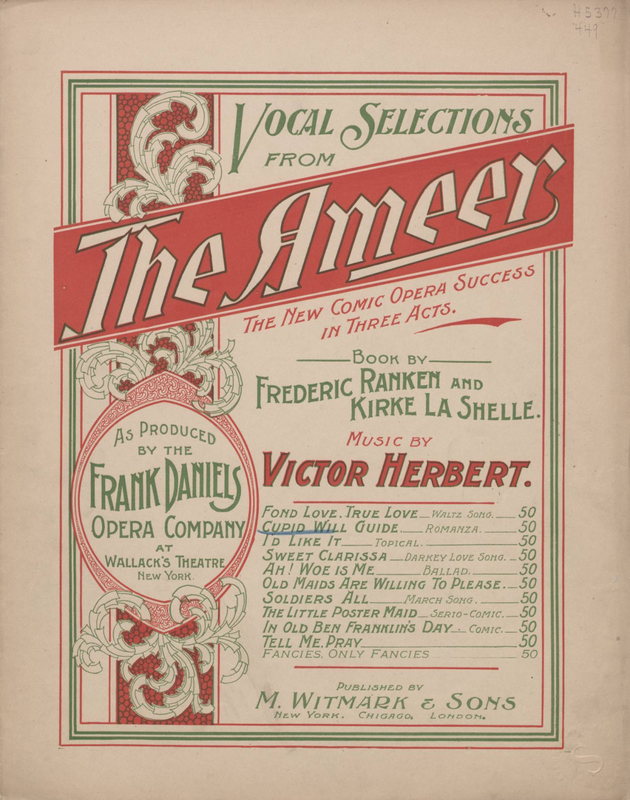 H5377
449
VOCAL SELECTIONS
FROM
The Ameer
THE NEW COMIC OPERA SUCCESS
IN THREE ACTS.
BOOK BY
FREDERIC RANKEN AND
KIRKE LA SHELLE.
MUSIC BY
VICTOR HERBERT.
AS PRODUCED
BY THE
FRANK DANIELS
OPERA COMPANY
AT
WALLACK'S THEATRE
NEW YORK.
FOND LOVE, TRUE LOVE WALTZ SONG. 50
CUPID WILL GUIDE ROMANZA. 50
I'D LIKE IT TOPICAL. 50
SWEET CLARISSA DARKEY LOVE SONG. 50
AH! WOE IS ME BALLAD. 50
OLD MAIDS ARE WILLING TO PLEASE. 50
SOLDIERS ALL MARCH SONG. 50
THE LITTLE POSTER MAID SERIO-COMIC. 50
IN OLD BEN FRANKLIN'S DAY COMIC. 50
TELL ME, PRAY 50
FANCIES, ONLY FANCIES 50
PUBLISHED BY
M. WITMARK & SONS
NEW YORK. CHICAGO, LONDON.